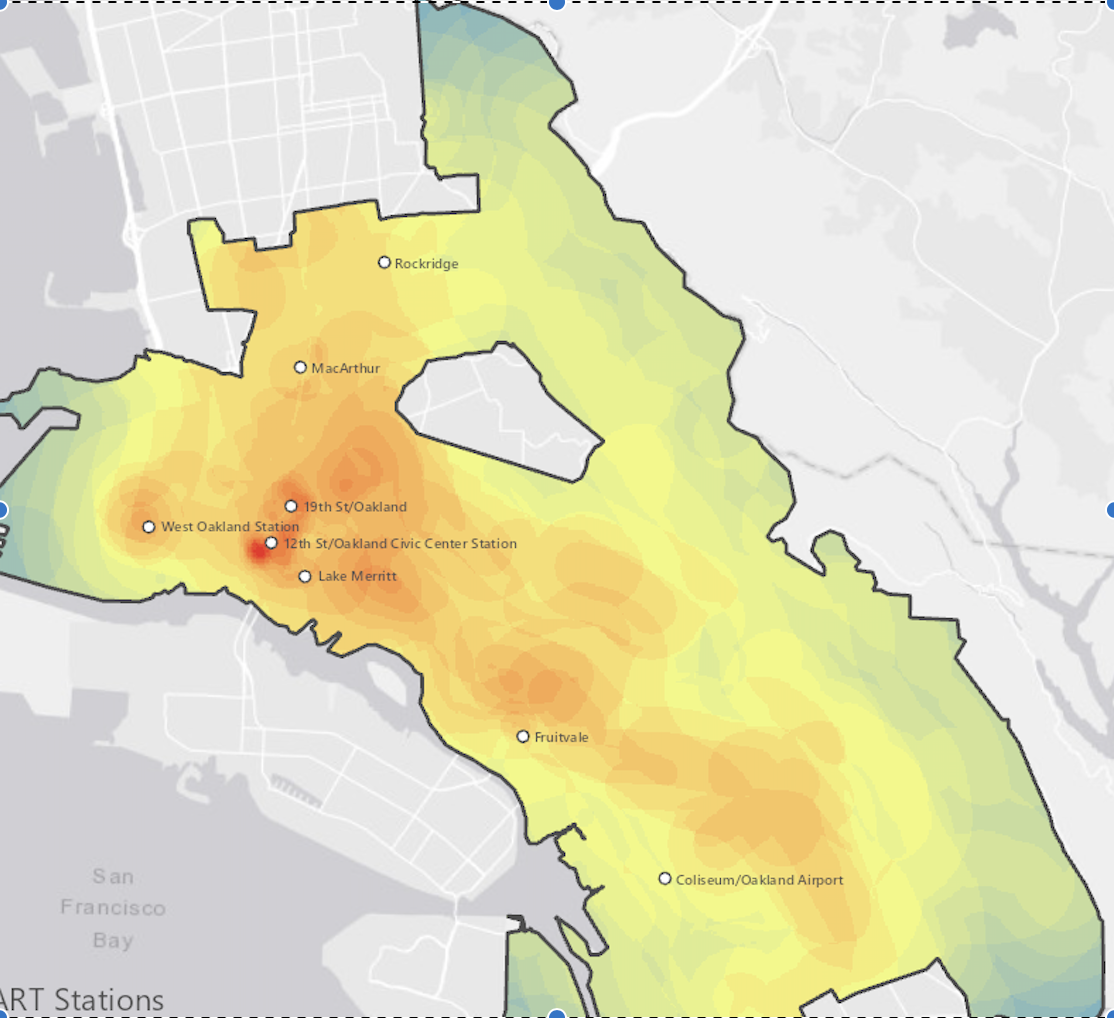 Rockridge
MacArthur
19th St/Oakland
West Oakland Station
12th St/Oakland Civic Center Station
Lake Merritt
Fruitvale
Coliseum/Oakland Airport
San
Francisco
Bay
ART Stations